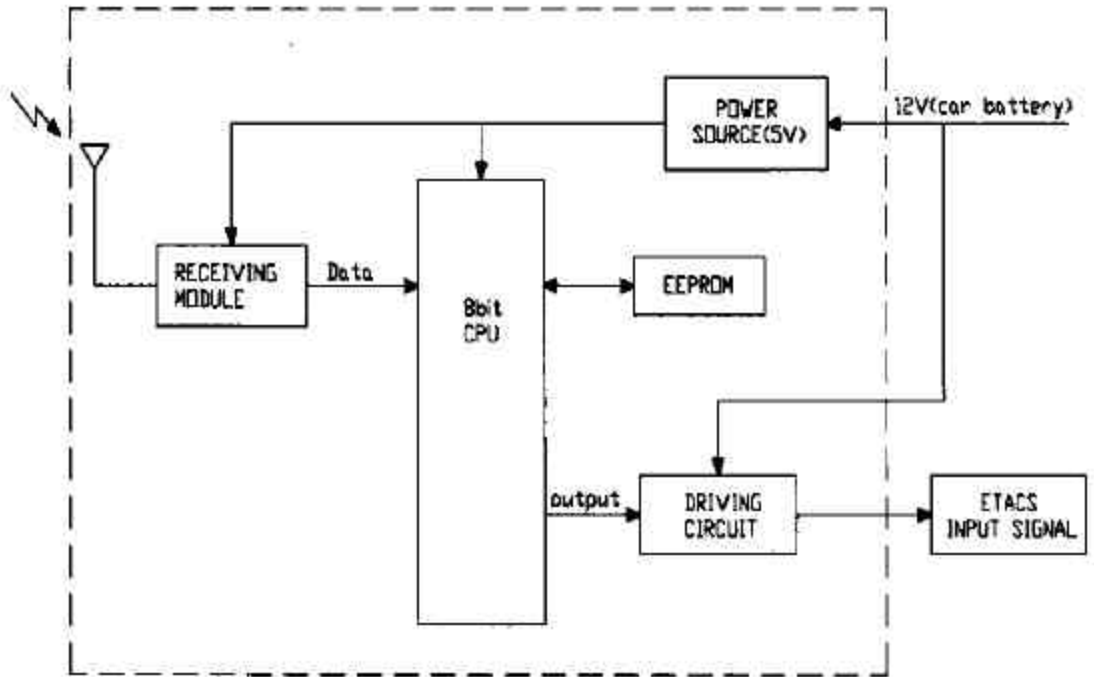 POWER
SOURCE(5V)
12V(car battery)
RECEIVING
MODULE
Data
8bit
CPU
EEPROM
output
DRIVING
CIRCUIT
ETACS
INPUT SIGNAL